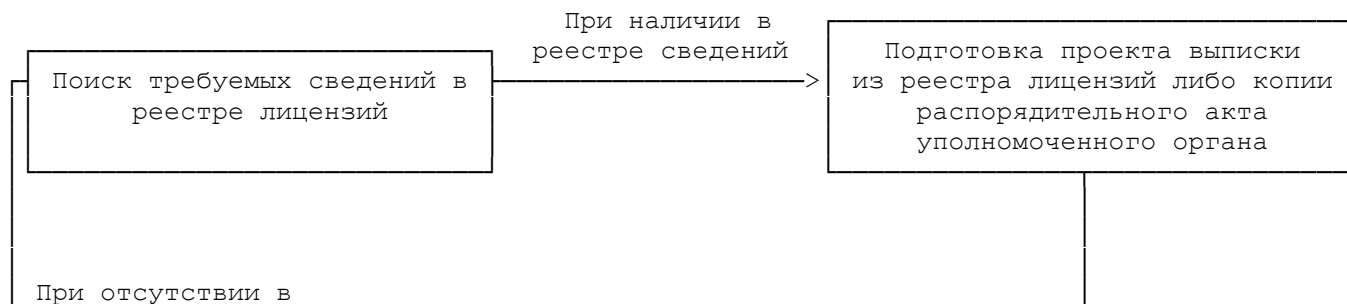 При наличии в
реестре сведений
Поиск требуемых сведений в
реестре лицензий
Подготовка проекта выписки
из реестра лицензий либо копии
распорядительного акта
уполномоченного органа
При отсутствии в